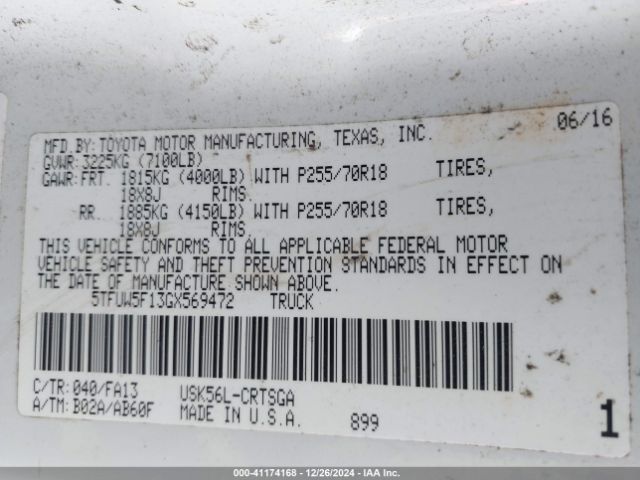 06/16
MFD.BY:TOYOTA MOTOR MANUFACTURING, TEXAS, INC.
GVWR:3225KG (7100LB)
GAWR:FRT. 1815KG (4000LB) WITH P255/70R18 TIRES,
18X8J RIMS.
RR. 1885KG (4150LB) WITH P255/70R18 TIRES,
18X8J RIMS.
THIS VEHICLE CONFORMS TO ALL APPLICABLE FEDERAL MOTOR
VEHICLE SAFETY AND THEFT PREVENTION STANDARDS IN EFFECT ON
THE DATE OF MANUFACTURE SHOWN ABOVE.
5TFUW5F13GX569472 TRUCK
C/TR:040/FA13 USK56L-CRTSGA
A/TM:B02A/AB60F MADE IN U.S.A. 899
1
000-41174168 - 12/26/2024 - IAA Corp.